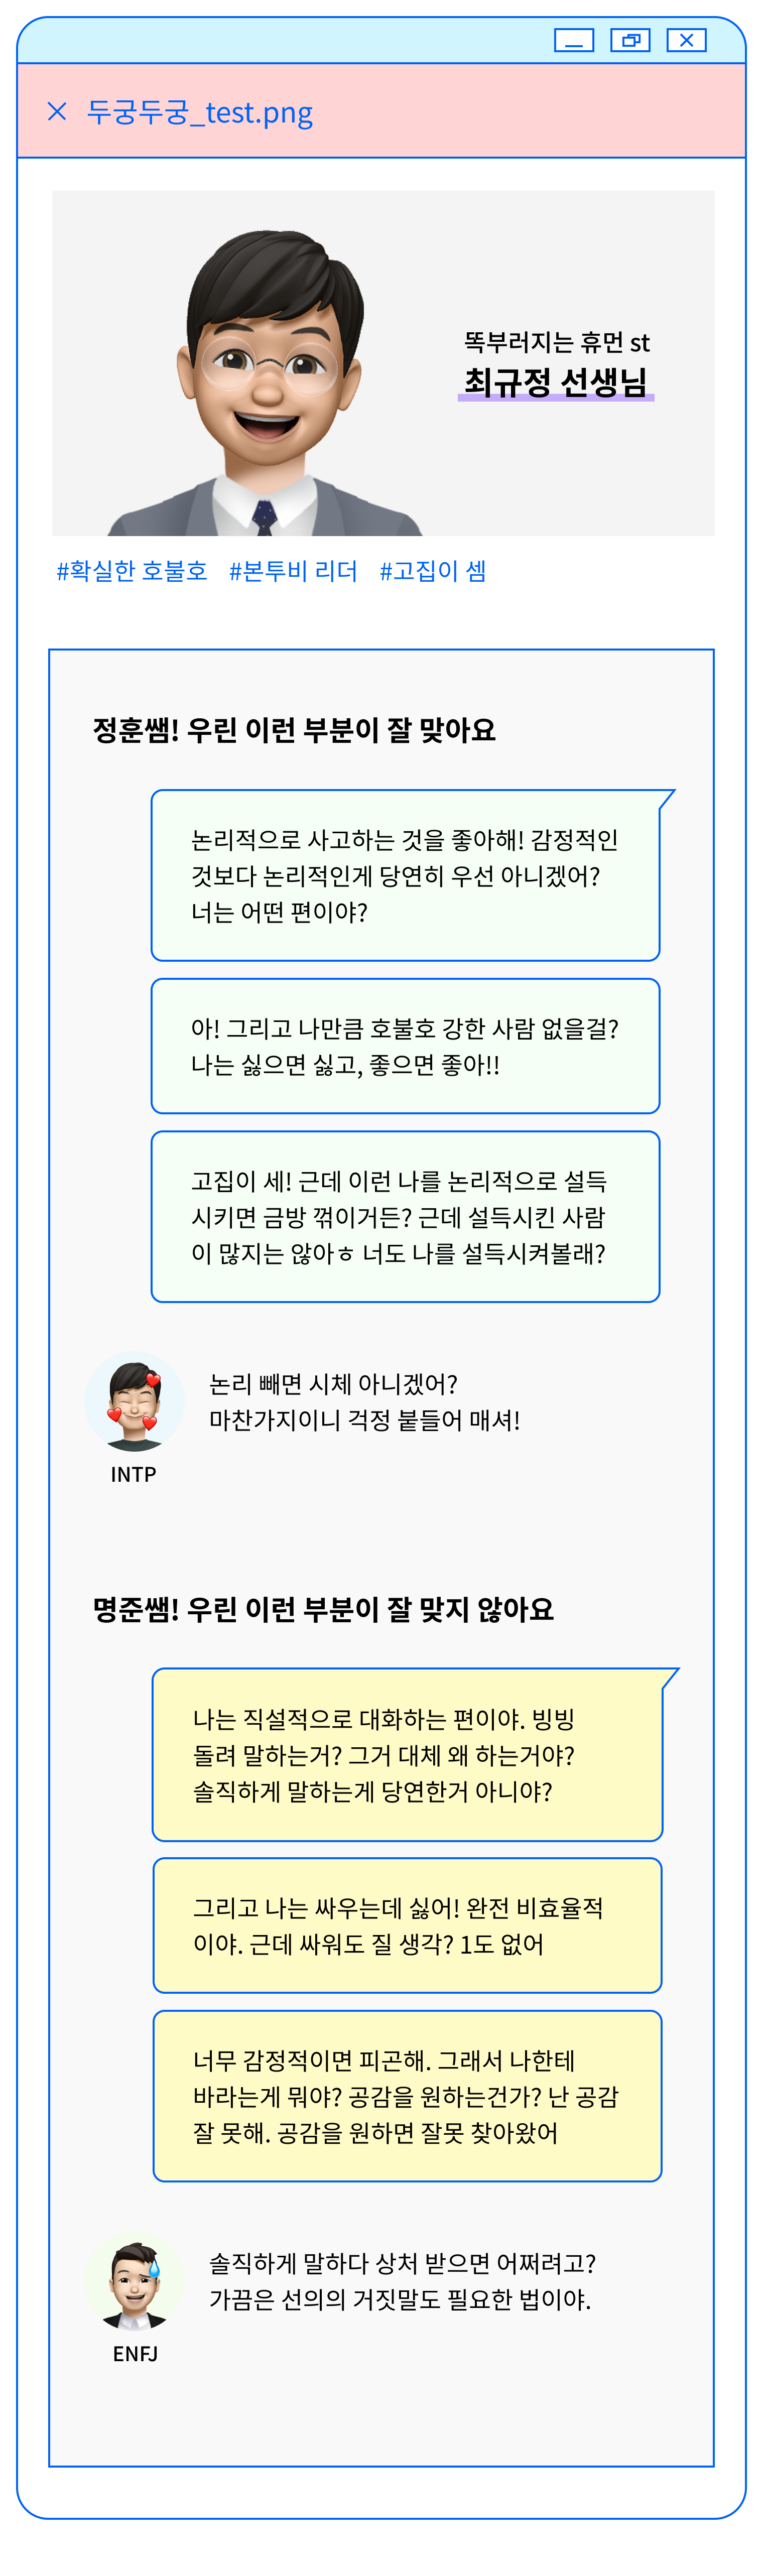 두궁두궁_test.png
똑부러지는 휴먼 st
최규정 선생님
#확실한 호불호 #본투비 리더 #고집이 셈
정훈쌤! 우린 이런 부분이 잘 맞아요
논리적으로 사고하는 것을 좋아해! 감정적인
것보다 논리적인게 당연히 우선 아니겠어?
너는 어떤 편이야?
아! 그리고 나만큼 호불호 강한 사람 없을걸?
나는 싫으면 싫고, 좋으면 좋아!!
고집이 세! 근데 이런 나를 논리적으로 설득
시키면 금방 꺾이거든? 근데 설득시킨 사람
이 많지는 않아ㅎ 너도 나를 설득시켜볼래?
논리 빼면 시체 아니겠어?
마찬가지이니 걱정 붙들어 매셔!
INTP
명준쌤! 우린 이런 부분이 잘 맞지 않아요
나는 직설적으로 대화하는 편이야. 빙빙
돌려 말하는거? 그거 대체 왜 하는거야?
솔직하게 말하는게 당연한거 아니야?
그리고 나는 싸우는데 싫어! 완전 비효율적
이야. 근데 싸워도 질 생각? 1도 없어
너무 감정적이면 피곤해. 그래서 나한테
바라는게 뭐야? 공감을 원하는건가? 난 공감
잘 못해. 공감을 원하면 잘못 찾아왔어
솔직하게 말하다 상처 받으면 어쩌려고?
가끔은 선의의 거짓말도 필요한 법이야.
ENFJ